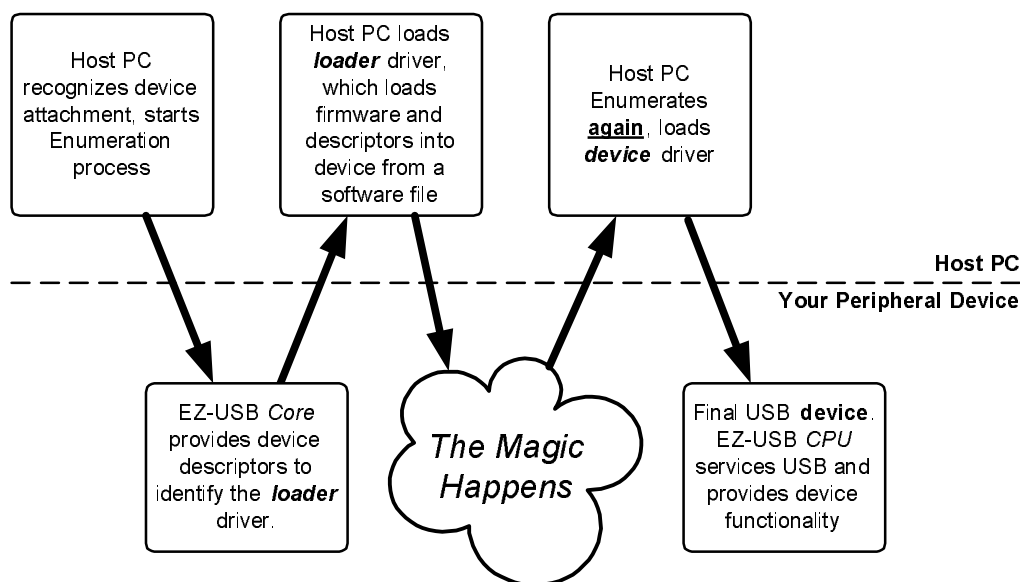 Host PC
recognizes device
attachment, starts
Enumeration
process
Host PC loads
loader driver,
which loads
firmware and
descriptors into
device from a
software file
Host PC
Enumerates
again, loads
device driver
Host PC
Your Peripheral Device
EZ-USB Core
provides device
descriptors to
identify the loader
driver.
The Magic
Happens
Final USB device.
EZ-USB CPU
services USB and
provides device
functionality